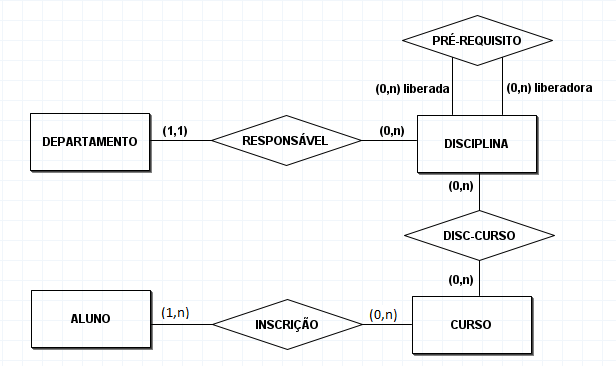 PRÉ-REQUISITO
(0,n) liberada
(0,n) liberadora
DEPARTAMENTO
(1,1)
RESPONSÁVEL
(0,n)
DISCIPLINA
(0,n)
DISC-CURSO
(0,n)
ALUNO
(1,n)
INSCRIÇÃO
(0,n)
CURSO